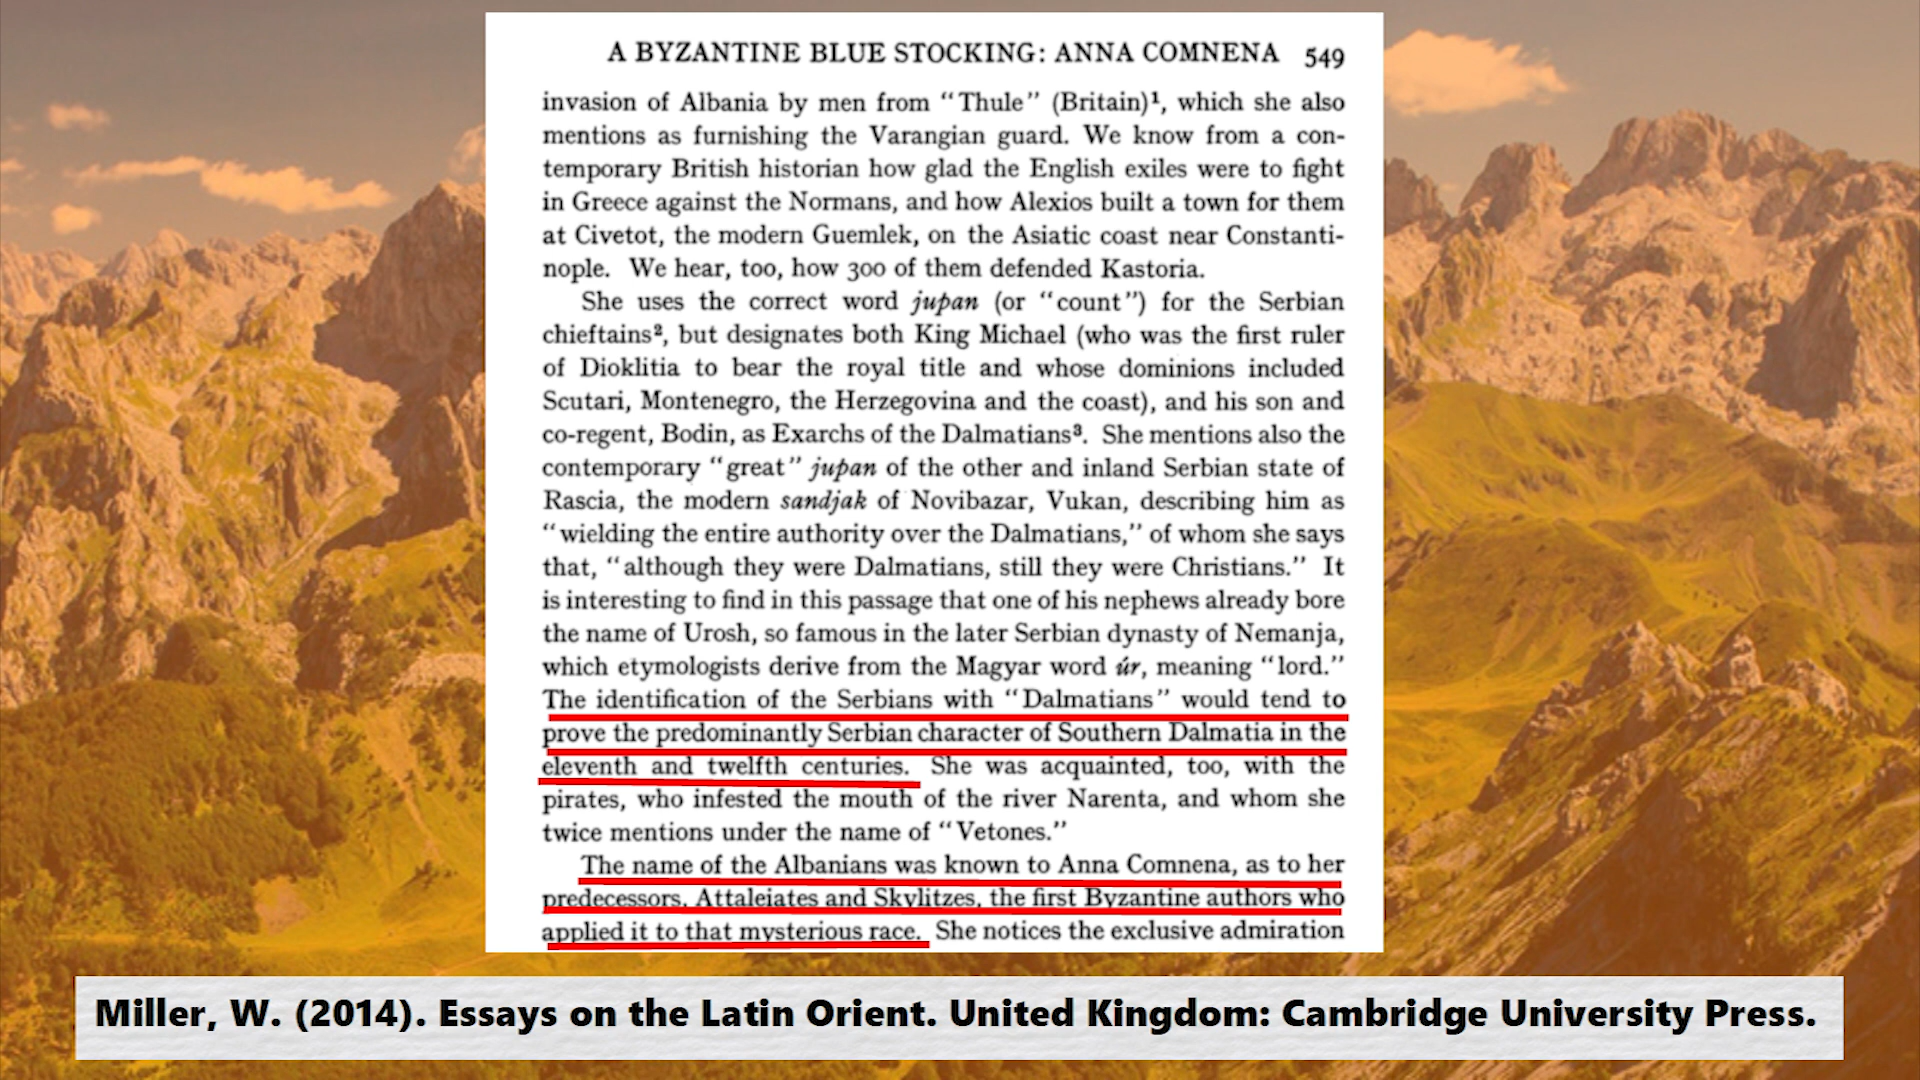 A BYZANTINE BLUE STOCKING: ANNA COMNENA 549
invasion of Albania by men from “Thule” (Britain)¹, which she also
mentions as furnishing the Varangian guard. We know from a con-
temporary British historian how glad the English exiles were to fight
in Greece against the Normans, and how Alexios built a town for them
at Civetot, the modern Guemlek, on the Asiatic coast near Constanti-
nople. We hear, too, how 300 of them defended Kastoria.
She uses the correct word jupan (or “count”) for the Serbian
chieftains², but designates both King Michael (who was the first ruler
of Dioklitia to bear the royal title and whose dominions included
Scutari, Montenegro, the Herzegovina and the coast), and his son and
co-regent, Bodin, as Exarchs of the Dalmatians³. She mentions also the
contemporary “great” jupan of the other and inland Serbian state of
Rascia, the modern sandjak of Novibazar, Vukan, describing him as
“wielding the entire authority over the Dalmatians,” of whom she says
that, “although they were Dalmatians, still they were Christians.” It
is interesting to find in this passage that one of his nephews already bore
the name of Urosh, so famous in the later Serbian dynasty of Nemanja,
which etymologists derive from the Magyar word úr, meaning “lord.”
The identification of the Serbians with “Dalmatians” would tend to
prove the predominantly Serbian character of Southern Dalmatia in the
eleventh and twelfth centuries. She was acquainted, too, with the
pirates, who infested the mouth of the river Narenta, and whom she
twice mentions under the name of “Vetones.”
The name of the Albanians was known to Anna Comnena, as to her
predecessors, Attaleiates and Skylitzes, the first Byzantine authors who
applied it to that mysterious race. She notices the exclusive admiration
Miller, W. (2014). Essays on the Latin Orient. United Kingdom: Cambridge University Press.